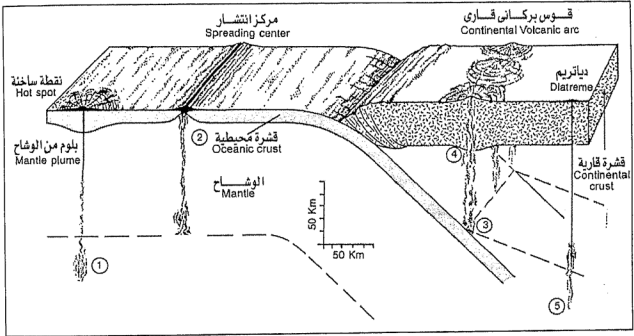 مركز انتشار
Spreading center
قوس بركانى قارى
Continental Volcanic arc
نقطة ساخنة
Hot spot
دياتريم
Diatreme
بلوم من الوشاح
Mantle plume
② قشرة محيطية
Oceanic crust
الوشاح
Mantle
④
قشرة قارية
Continental
crust
50 Km
50 Km
③
①
⑤